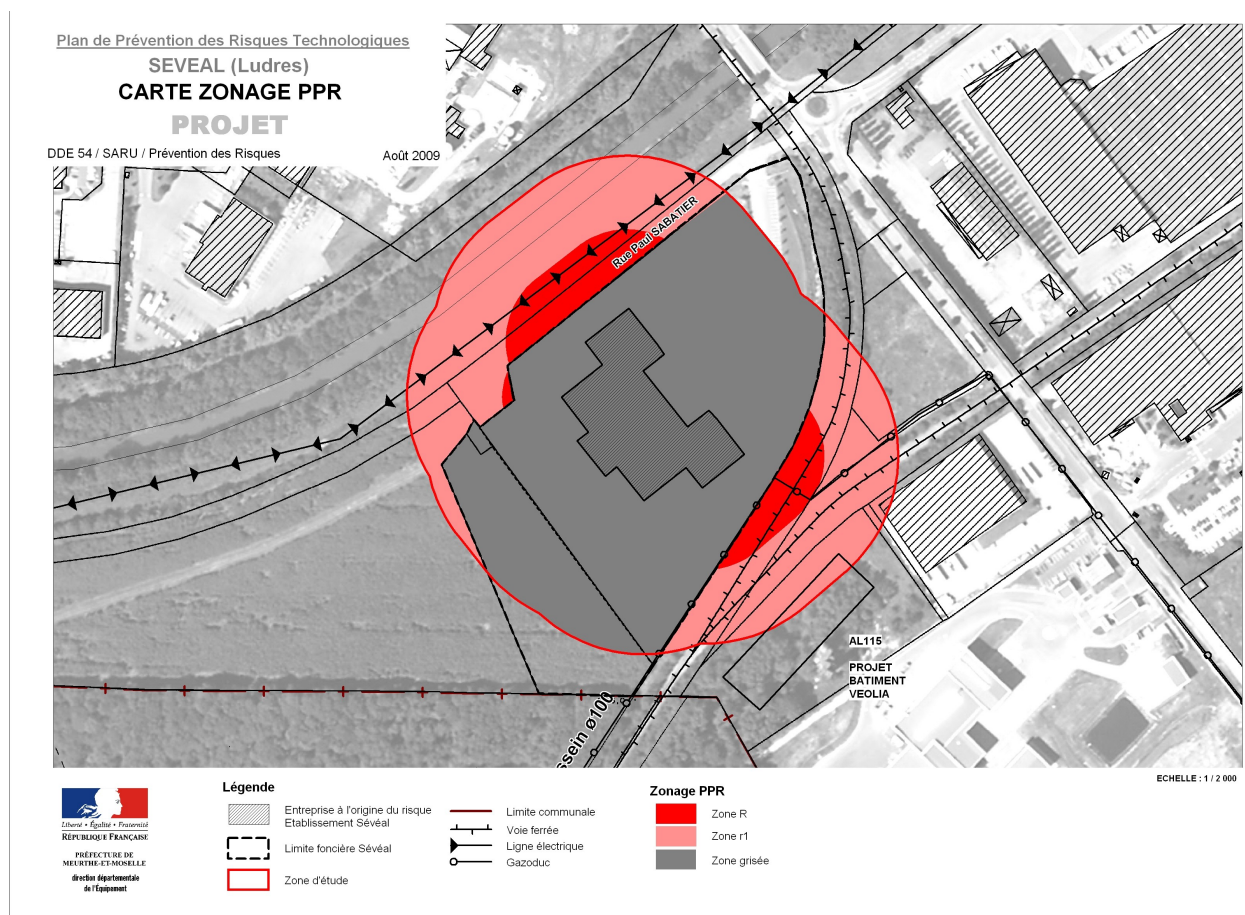 Plan de Prévention des Risques Technologiques
SEVEAL (Ludres)
CARTE ZONAGE PPR
PROJET
DDE 54 / SARU / Prévention des Risques
Août 2009
Rue Paul SABATIER
AL115
PROJET
BATIMENT
VEOLIA
ssein ø100
ECHELLE : 1 / 2 000
Liberté • Égalité • Fraternité
RÉPUBLIQUE FRANÇAISE
PRÉFECTURE DE
MEURTHE-ET-MOSELLE
direction départementale
de l'Équipement
Légende
Entreprise à l'origine du risque
Etablissement Sévéal
Limite foncière Sévéal
Zone d'étude
Limite communale
Voie ferrée
Ligne électrique
Gazoduc
Zonage PPR
Zone R
Zone r1
Zone grisée